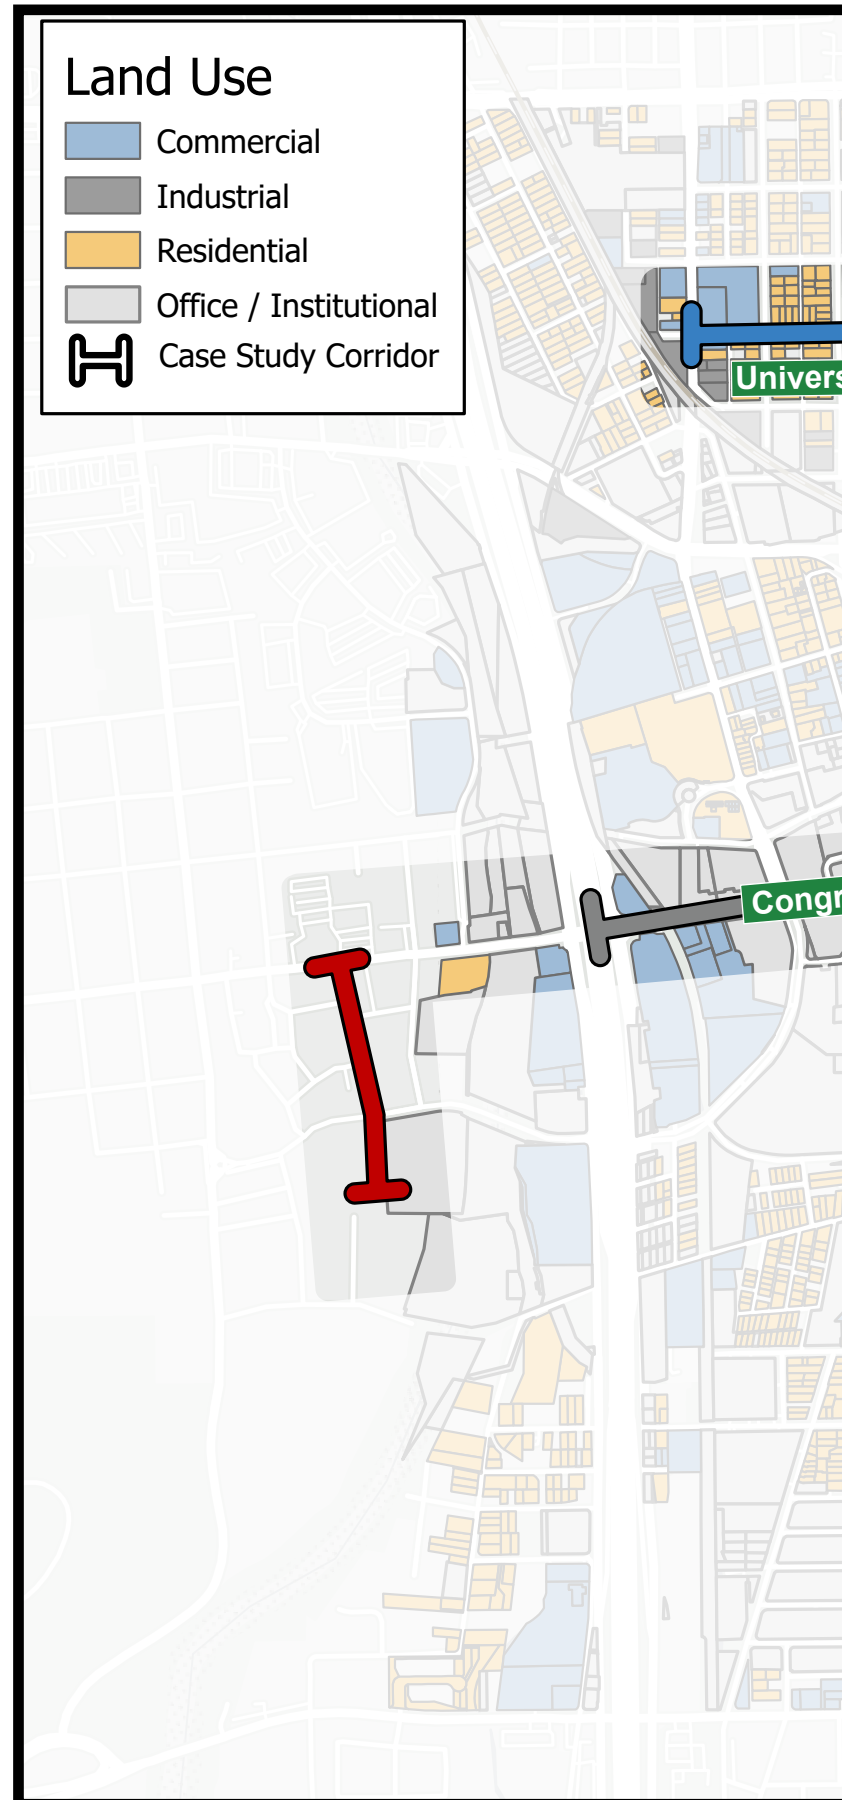 Land Use
Commercial
Industrial
Residential
Office / Institutional
Case Study Corridor
Univers
Congr